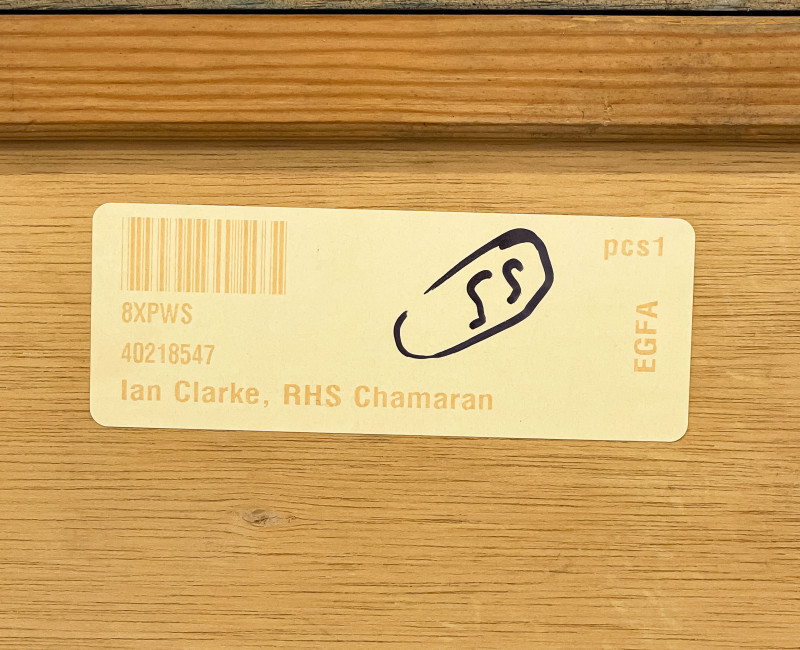 8XPWS
40218547
Ian Clarke, RHS Chamaran
SS
pcs1
EGFA